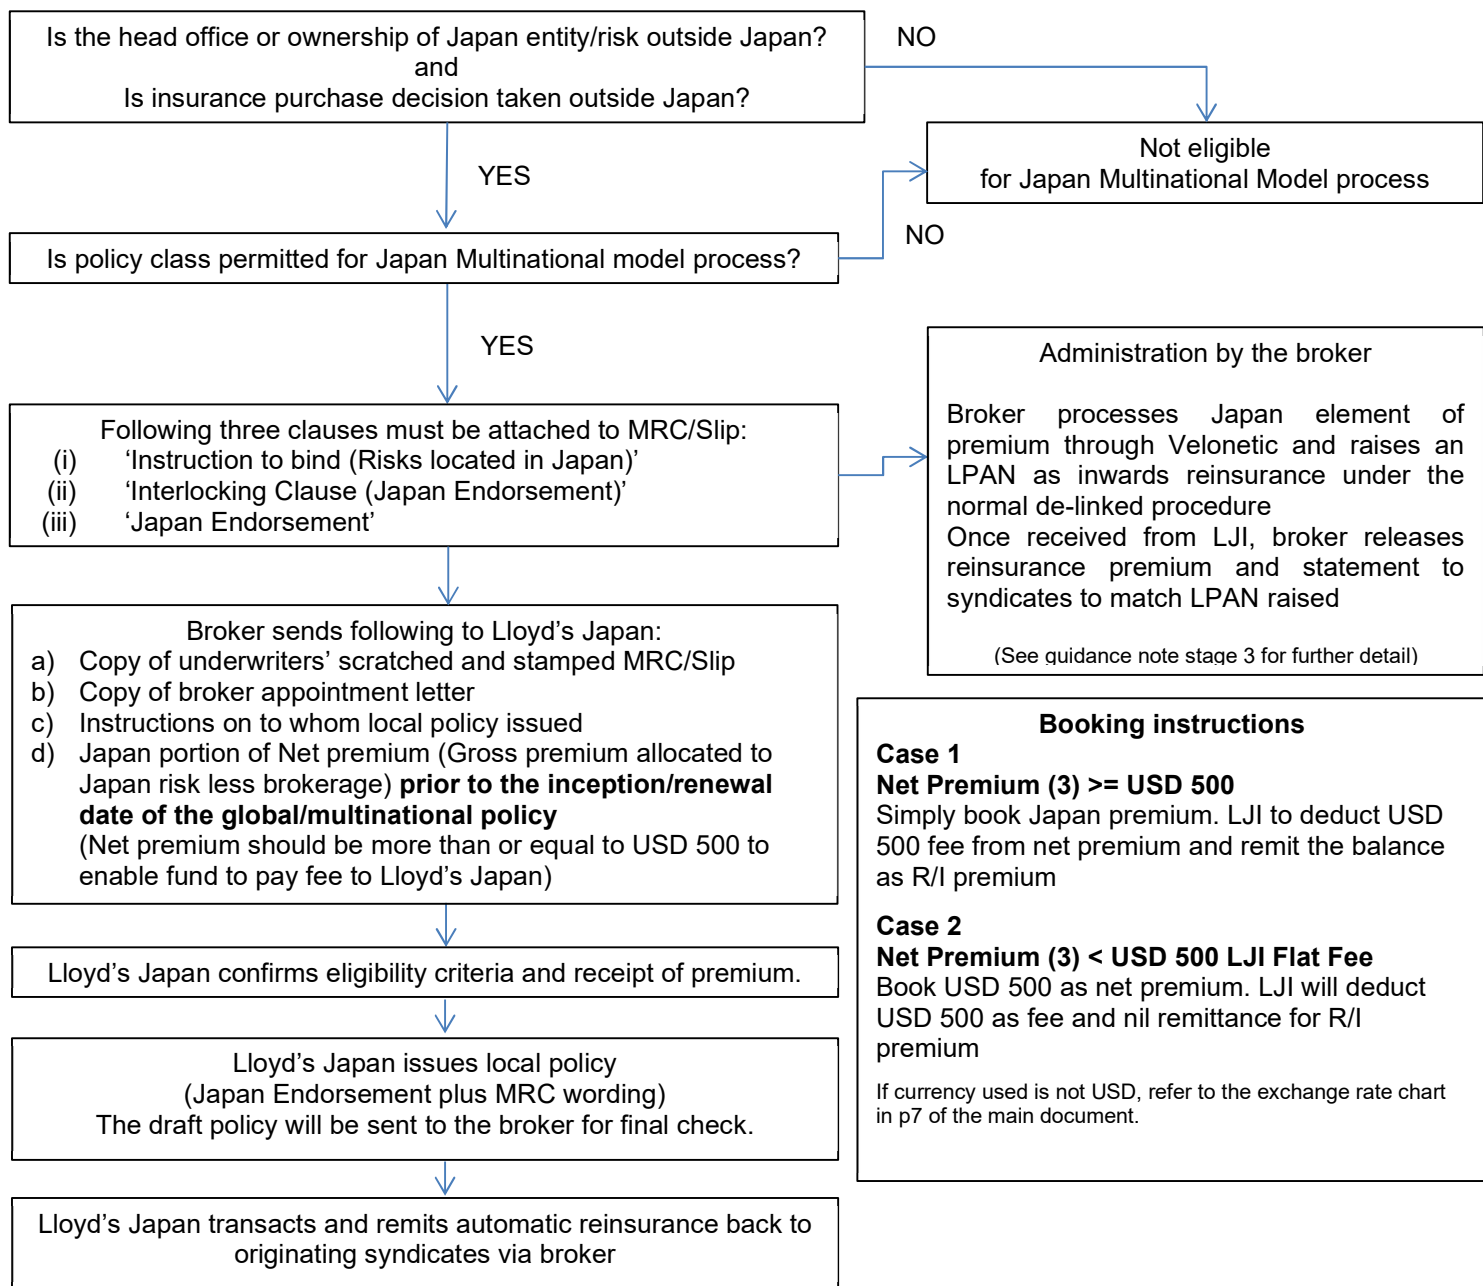 Is the head office or ownership of Japan entity/risk outside Japan?
and
Is insurance purchase decision taken outside Japan?
NO
YES
Not eligible
for Japan Multinational Model process
NO
Is policy class permitted for Japan Multinational model process?
YES
Following three clauses must be attached to MRC/Slip:
(i) ‘Instruction to bind (Risks located in Japan)’
(ii) ‘Interlocking Clause (Japan Endorsement)’
(iii) ‘Japan Endorsement’
Administration by the broker
Broker processes Japan element of
premium through Velonetic and raises an
LPAN as inwards reinsurance under the
normal de-linked procedure
Once received from LJI, broker releases
reinsurance premium and statement to
syndicates to match LPAN raised
(See guidance note stage 3 for further detail)
Broker sends following to Lloyd’s Japan:
a) Copy of underwriters’ scratched and stamped MRC/Slip
b) Copy of broker appointment letter
c) Instructions on to whom local policy issued
d) Japan portion of Net premium (Gross premium allocated to
Japan risk less brokerage) prior to the inception/renewal
date of the global/multinational policy
(Net premium should be more than or equal to USD 500 to
enable fund to pay fee to Lloyd’s Japan)
Booking instructions
Case 1
Net Premium (3) >= USD 500
Simply book Japan premium. LJI to deduct USD
500 fee from net premium and remit the balance
as R/I premium
Case 2
Net Premium (3) < USD 500 LJI Flat Fee
Book USD 500 as net premium. LJI will deduct
USD 500 as fee and nil remittance for R/I
premium
If currency used is not USD, refer to the exchange rate chart
in p7 of the main document.
Lloyd’s Japan confirms eligibility criteria and receipt of premium.
Lloyd’s Japan issues local policy
(Japan Endorsement plus MRC wording)
The draft policy will be sent to the broker for final check.
Lloyd’s Japan transacts and remits automatic reinsurance back to
originating syndicates via broker